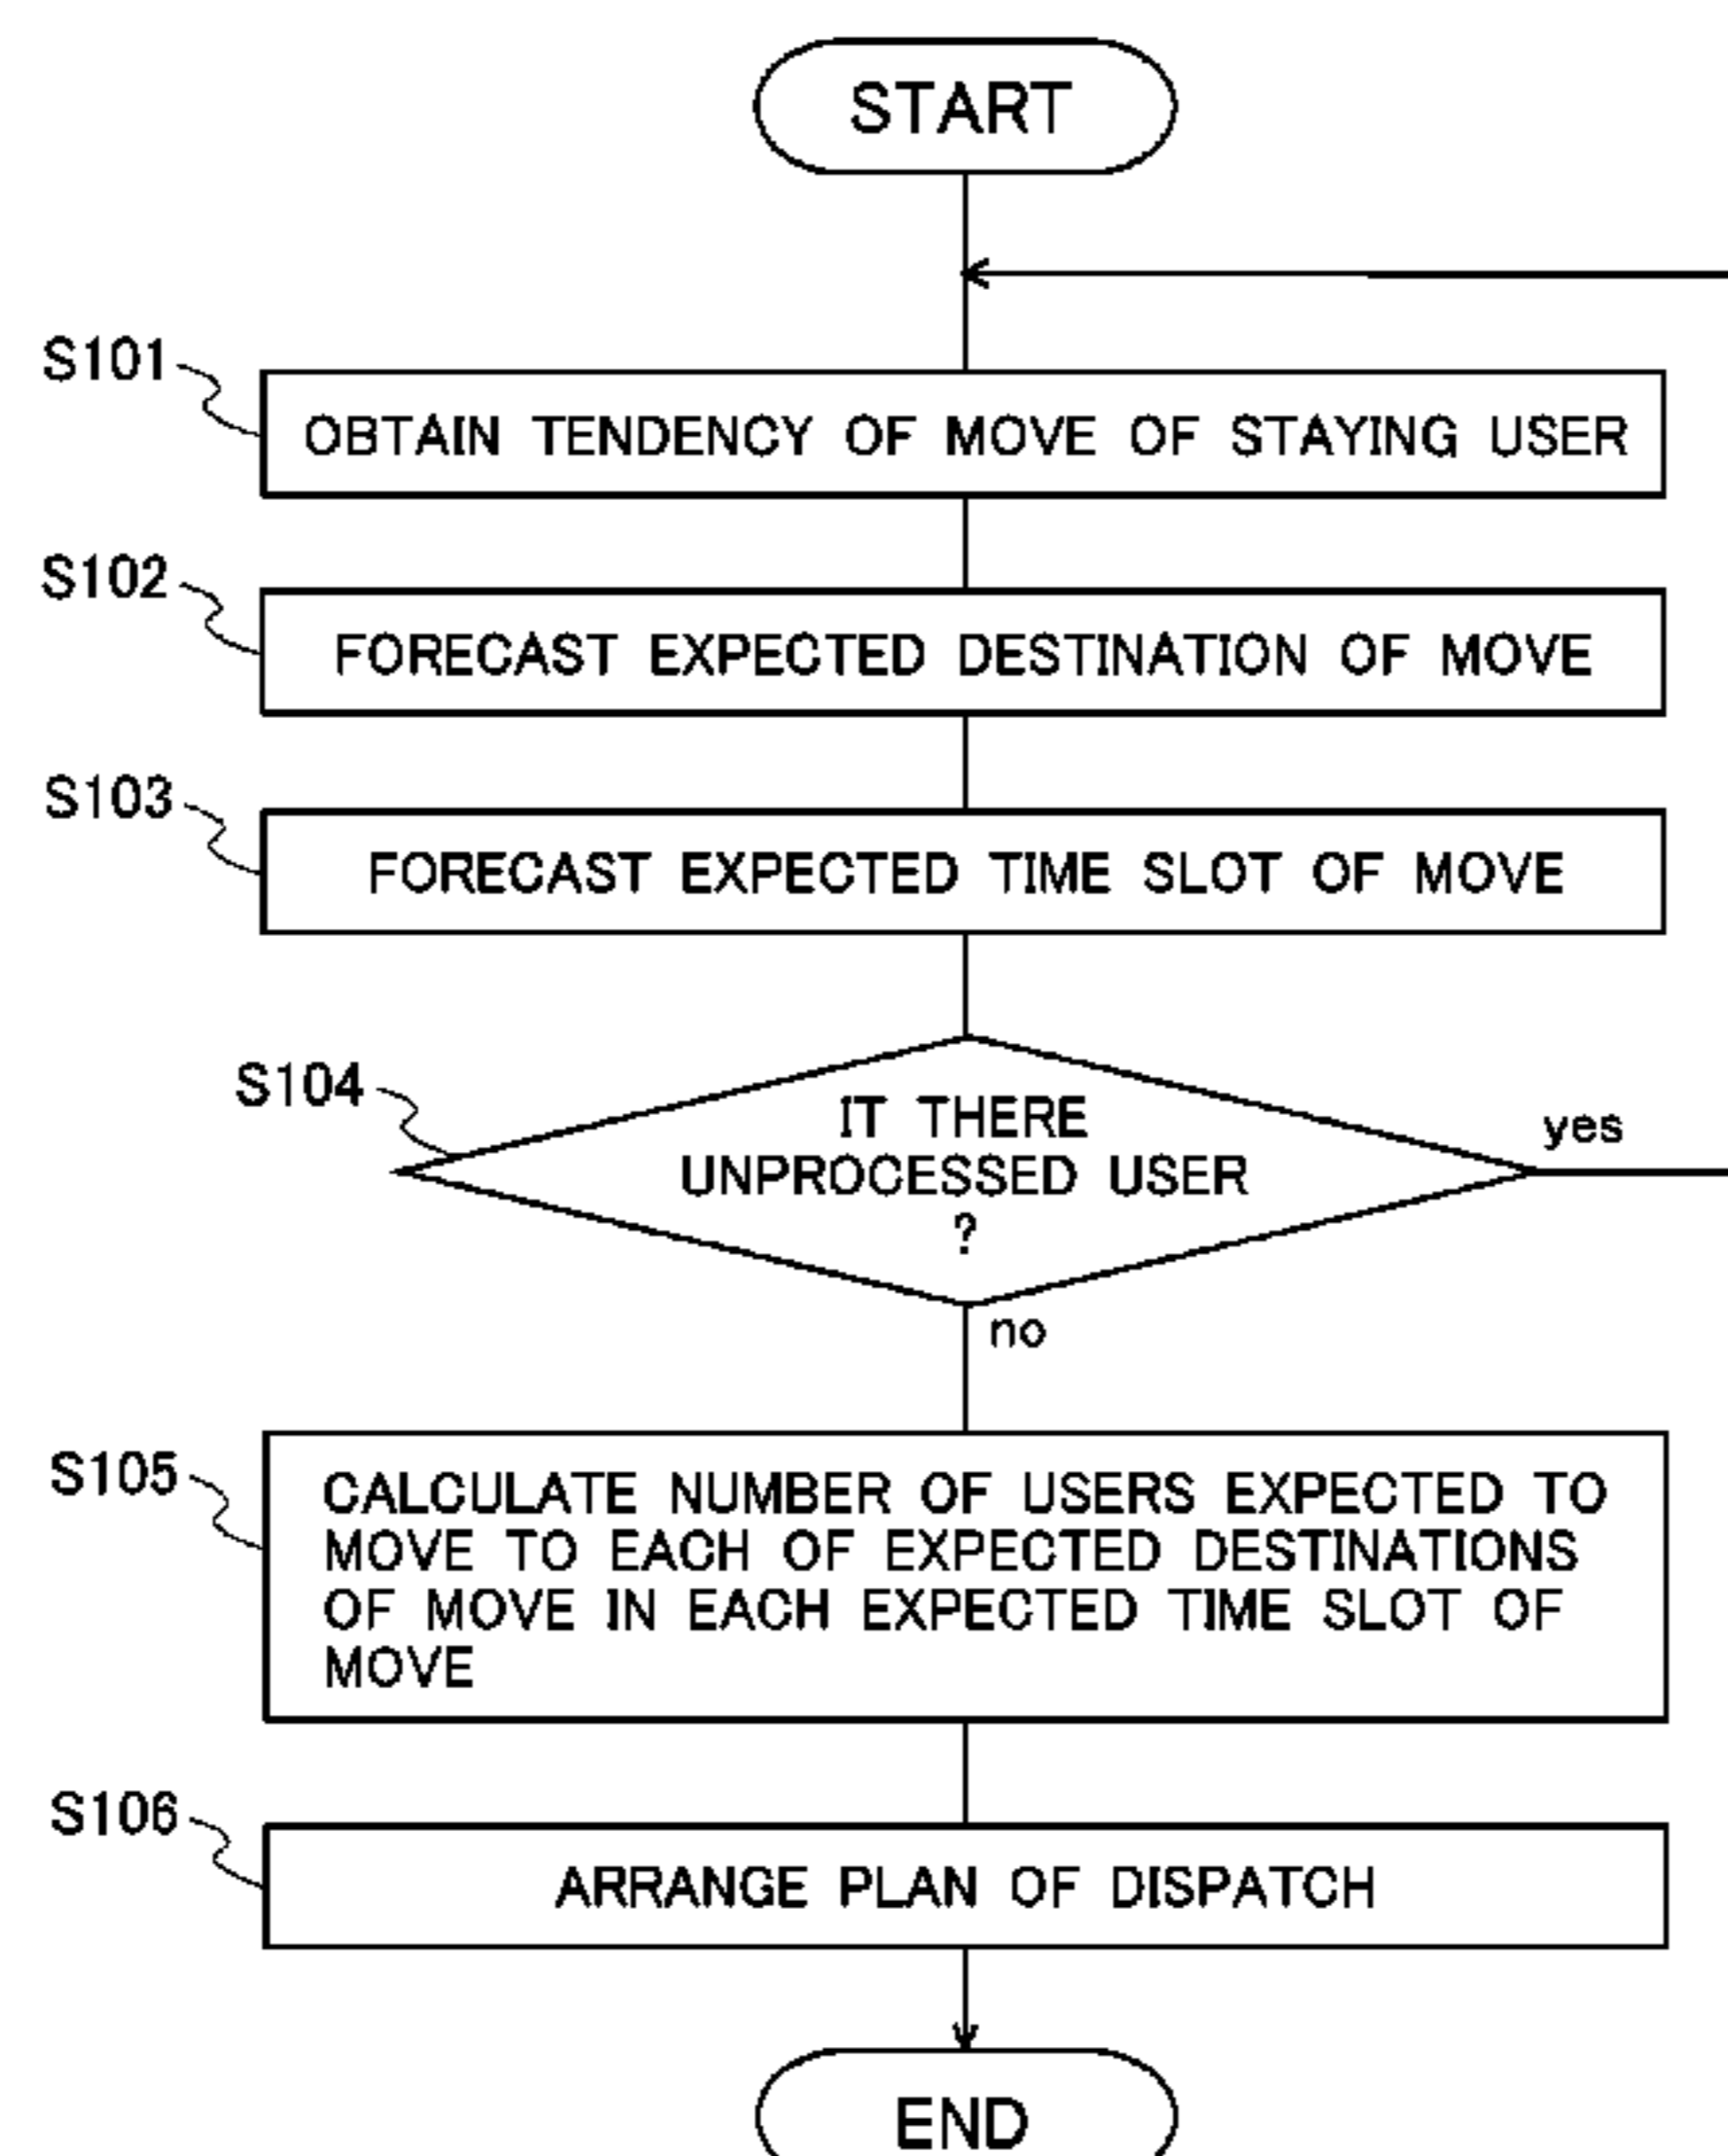 START
S101
OBTAIN TENDENCY OF MOVE OF STAYING USER
S102
FORECAST EXPECTED DESTINATION OF MOVE
S103
FORECAST EXPECTED TIME SLOT OF MOVE
S104
IT THERE
UNPROCESSED USER
?
yes
no
S105
CALCULATE NUMBER OF USERS EXPECTED TO
MOVE TO EACH OF EXPECTED DESTINATIONS
OF MOVE IN EACH EXPECTED TIME SLOT OF
MOVE
S106
ARRANGE PLAN OF DISPATCH
END